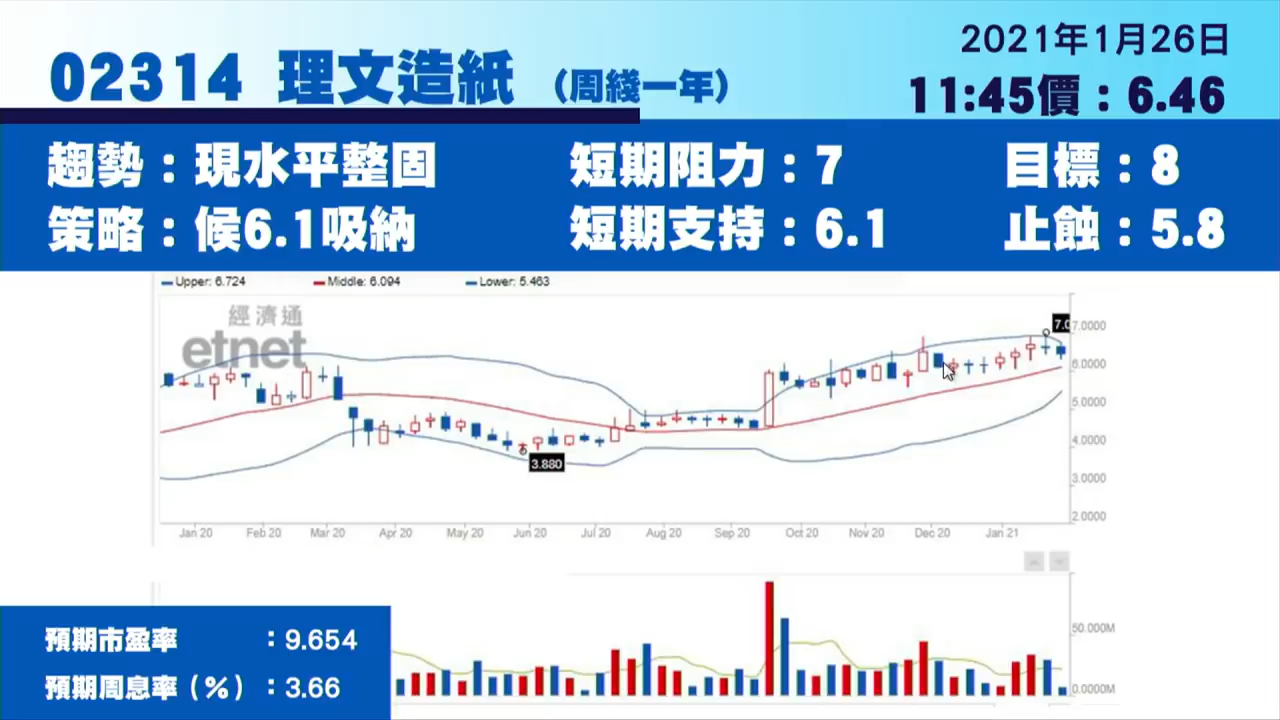 02314 理文造紙 (周綫一年)
2021年1月26日
11:45價：6.46
趨勢：現水平整固
短期阻力：7
目標：8
策略：候6.1吸納
短期支持：6.1
止蝕：5.8
Upper: 6.724 Middle: 6.094 Lower: 5.463
經濟通
etnet
7.0
7.0000
6.0000
5.0000
4.0000
3.0000
2.0000
3.880
Jan 20 Feb 20 Mar 20 Apr 20 May 20 Jun 20 Jul 20 Aug 20 Sep 20 Oct 20 Nov 20 Dec 20 Jan 21
50.000M
0.0000M
預期市盈率 ：9.654
預期周息率（%）：3.66